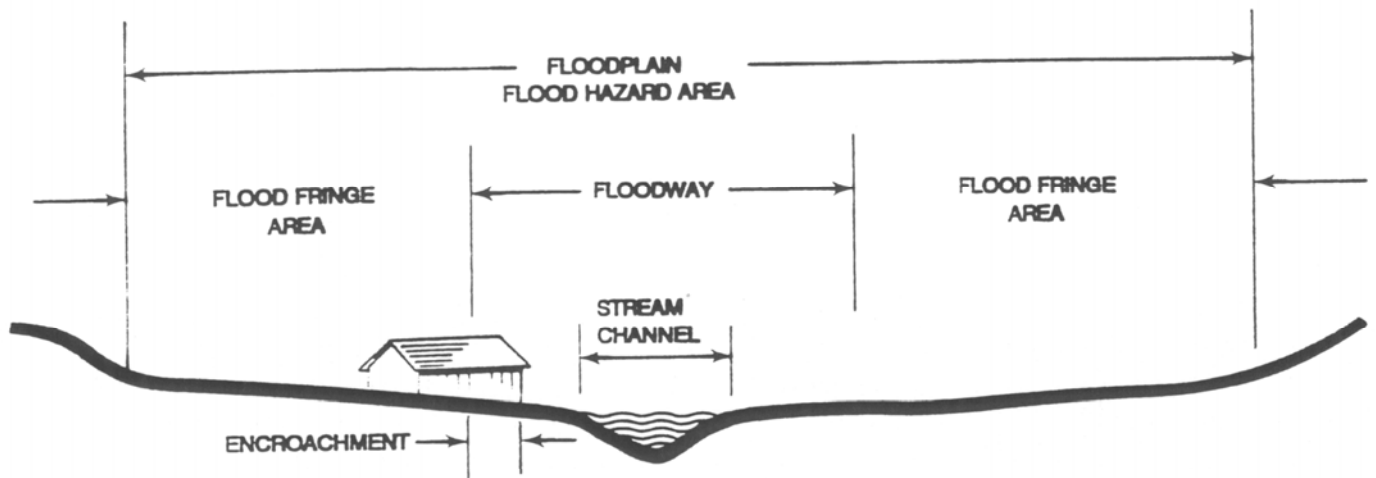 FLOODPLAIN
FLOOD HAZARD AREA
FLOOD FRINGE
AREA
FLOODWAY
FLOOD FRINGE
AREA
STREAM
CHANNEL
ENCROACHMENT